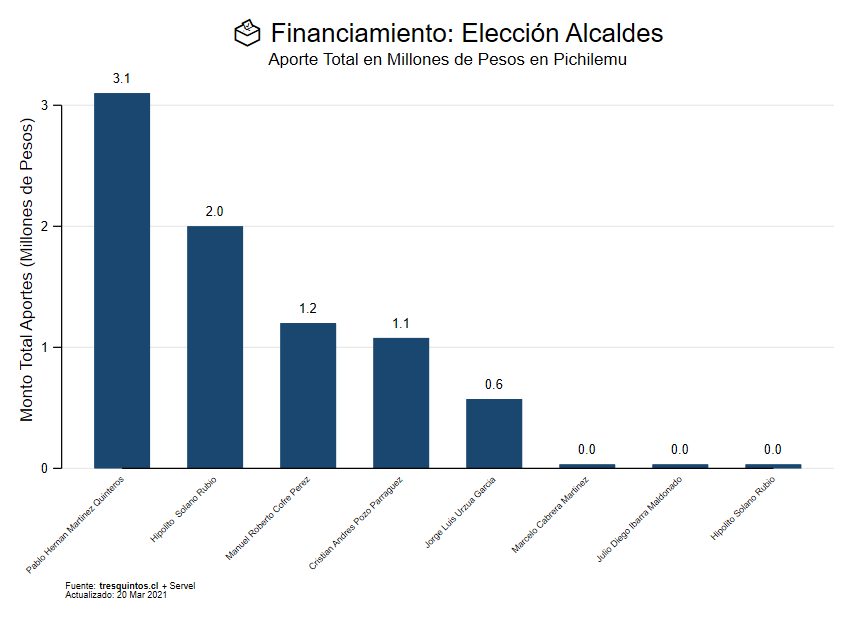 Financiamiento: Elección Alcaldes
Aporte Total en Millones de Pesos en Pichilemu
Monto Total Aportes (Millones de Pesos)
3
2
1
0
3.1
2.0
1.2
1.1
0.6
0.0
0.0
0.0
Pablo Hernan Martinez Quinteros
Hipolito  Solano Rubio
Manuel Roberto Cofre Perez
Cristian Andres Pozo Parraguez
Jorge Luis Urzua Garcia
Marcelo Cabrera Martinez
Julio Diego Ibarra Maldonado
Hipolito Solano Rubio
Fuente: tresquintos.cl + Servel
Actualizado: 20 Mar 2021